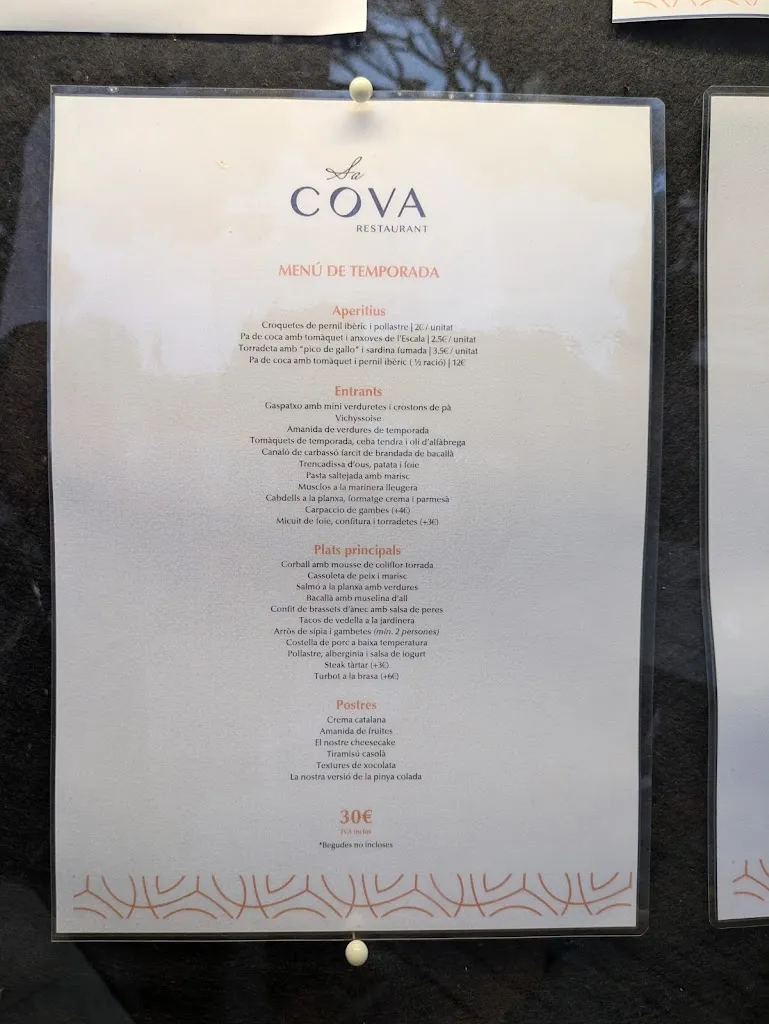 Sa
COVA
RESTAURANT
MENÚ DE TEMPORADA
Aperitius
Croquetes de pernil ibèric i pollastre | 2€ / unitat
Pa de coca amb tomàquet i anxoves de l'Escala | 2.5€ / unitat
Torradeta amb "pico de gallo" i sardina fumada | 3.5€ / unitat
Pa de coca amb tomàquet i pernil ibèric ( ½ ració) | 12€
Entrants
Gaspatxo amb mini verduretes i crostons de pà
Vichyssoise
Amanida de verdures de temporada
Tomàquets de temporada, ceba tendra i oli d'alfàbrega
Canaló de carbassó farcit de brandada de bacallà
Trencadissa d'ous, patata i foie
Pasta saltejada amb marisc
Musclos a la marinera lleugera
Cabdells a la planxa, formatge crema i parmesà
Carpaccio de gambes (+4€)
Micuit de foie, confitura i torradetes (+3€)
Plats principals
Corball amb mousse de coliflor torrada
Cassoleta de peix i marisc
Salmó a la planxa amb verdures
Bacallà amb muselina d'all
Confit de brassets d'ànec amb salsa de peres
Tacos de vedella a la jardinera
Arròs de sípia i gambetes (mín. 2 persones)
Costella de porc a baixa temperatura
Pollastre, albergínia i salsa de iogurt
Steak tàrtar (+3€)
Turbot a la brasa (+6€)
Postres
Crema catalana
Amanida de fruites
El nostre cheesecake
Tiramisú casolà
Textures de xocolata
La nostra versió de la pinya colada
30€
IVA inclòs
*Begudes no incloses